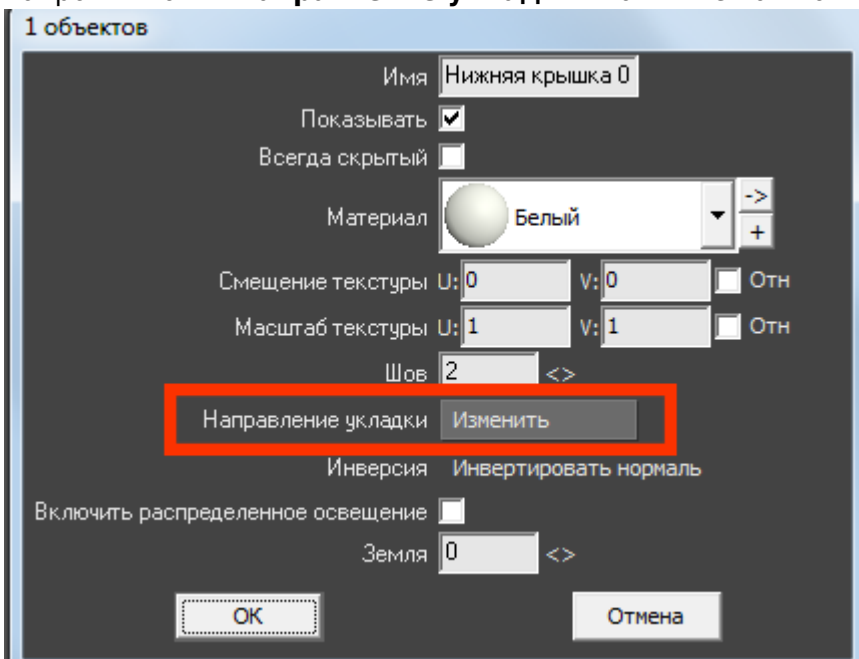 1 объектов
Имя Нижняя крышка 0
Показывать
Всегда скрытый
Материал Белый ->
+
Смещение текстуры U: 0 V: 0 Отн
Масштаб текстуры U: 1 V: 1 Отн
Шов 2 <>
Направление укладки Изменить
Инверсия Инвертировать нормаль
Включить распределенное освещение
Земля 0 <>
OK Отмена